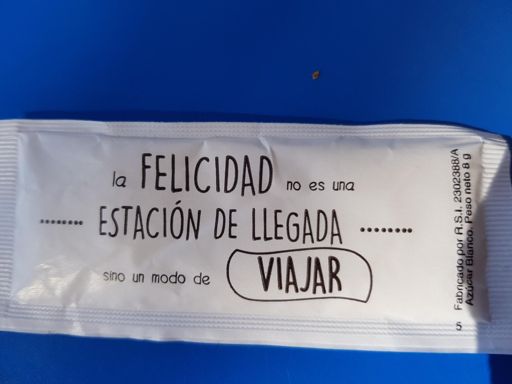 la FELICIDAD no es una
ESTACIÓN DE LLEGADA
sino un modo de VIAJAR
Fabricado por R.S.I. 2302388/A
Azúcar Blanco. Peso neto 8 g
5